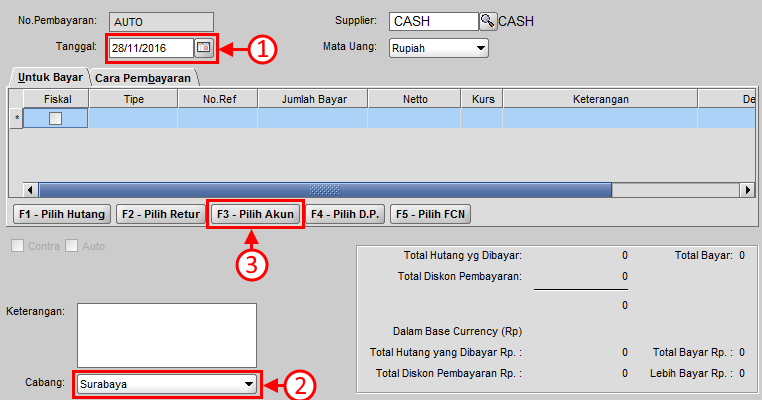 No.Pembayaran: AUTO Supplier: CASH CASH
Tanggal: 28/11/2016 1 Mata Uang: Rupiah
Untuk Bayar Cara Pembayaran
Fiskal Tipe No.Ref Jumlah Bayar Netto Kurs Keterangan De
*
F1 - Pilih Hutang F2 - Pilih Retur F3 - Pilih Akun F4 - Pilih D.P. F5 - Pilih FCN
3
Contra Auto
Total Hutang yg Dibayar: 0 Total Bayar: 0
Total Diskon Pembayaran: 0
0
Keterangan:
Dalam Base Currency (Rp)
Total Hutang yang Dibayar Rp. : 0 Total Bayar Rp. : 0
Total Diskon Pembayaran Rp. : 0 Lebih Bayar Rp. : 0
Cabang: Surabaya 2